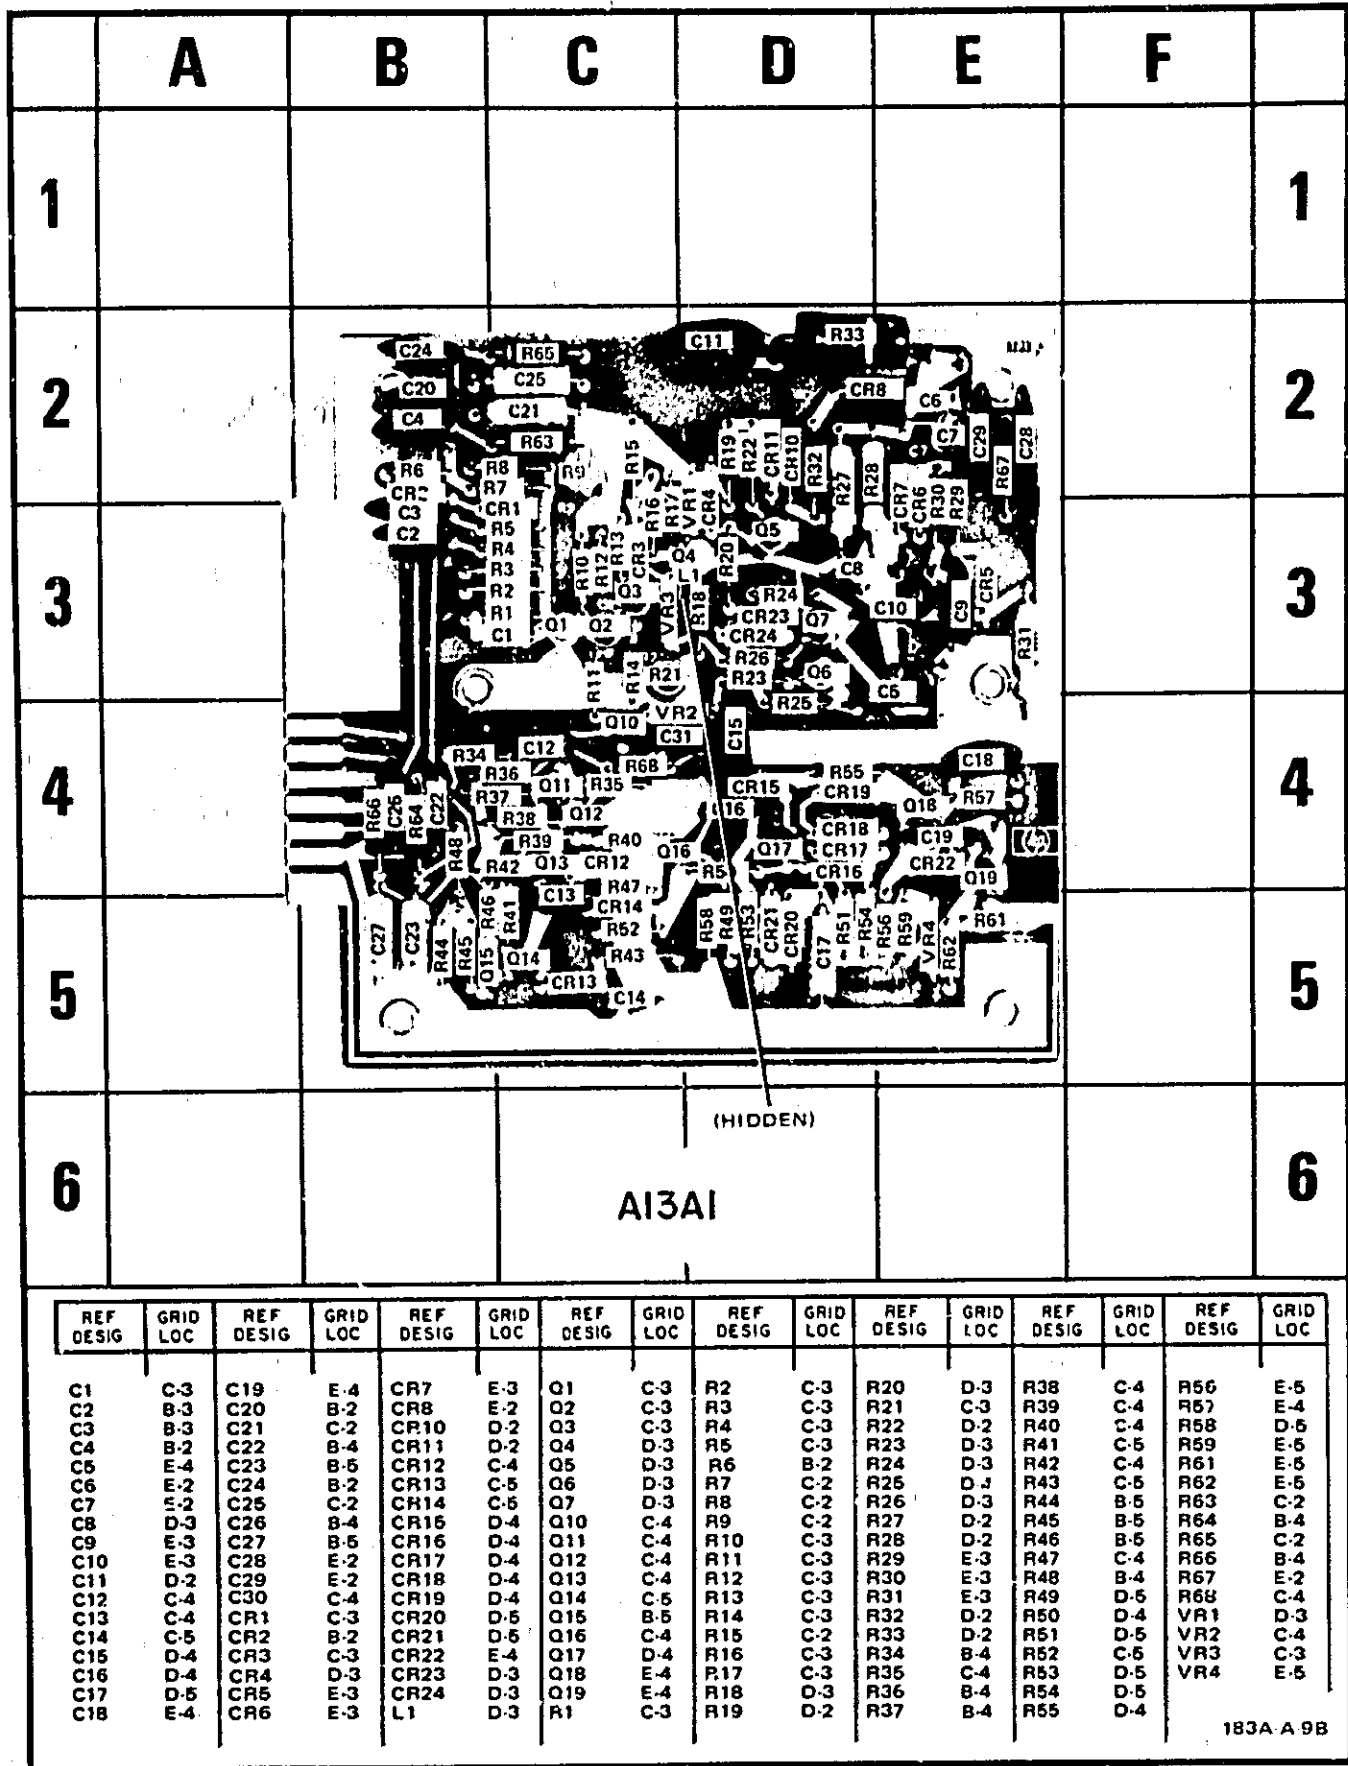 A B C D E F
1 1
2 2
3 3
4 4
5 5
6 6
C24 R65 C11 R33
C20 C25 CR8 C6
C4 C21 C7 C29 C28
R63 R15 R19 R22 CR11 CR10 R32 R27 R28 R67
R6 R8 R9 CR7 CR6 R30 R29
R7 R16 R17 VR1 CR4
C3 CR1
C2 R5 Q5
R4 R10 R12 R13 CR3 Q4 R20 C8
R3 L1 CR5
R2 Q3 VR3 R18 R24 C10 C9
R1 Q1 Q2 CR23 Q7
C1 CR24 R31
R11 R14 R21 R26 Q6
R23 C5
Q10 VR2 C15 R25
C12 C31 C18
R34 R36 R68 R55
Q11 R35 CR15 CR19 R57
R66 C26 R64 C22 R37 R38 Q12 Q18
R48 R39 R40 Q16 Q17 CR18 C19
R42 Q13 CR12 CR17 CR22
R47 CR16 Q19
C13 CR14
R46 R41 R52 R58 R49 R53 CR21 CR20 C17 R51 R54 R56 R59 VR4 R62 R61
C27 C23 R44 R45 Q15 Q14 R43
CR13
C14
(HIDDEN)
A13A1
REF DESIG GRID LOC REF DESIG GRID LOC REF DESIG GRID LOC REF DESIG GRID LOC REF DESIG GRID LOC REF DESIG GRID LOC REF DESIG GRID LOC REF DESIG GRID LOC
C1 C-3 C19 E-4 CR7 E-3 Q1 C-3 R2 C-3 R20 D-3 R38 C-4 R56 E-5
C2 B-3 C20 B-2 CR8 E-2 Q2 C-3 R3 C-3 R21 C-3 R39 C-4 R57 E-4
C3 B-3 C21 C-2 CR10 D-2 Q3 C-3 R4 C-3 R22 D-2 R40 C-4 R58 D-5
C4 B-2 C22 B-4 CR11 D-2 Q4 D-3 R5 C-3 R23 D-3 R41 C-5 R59 E-5
C5 E-4 C23 B-5 CR12 C-4 Q5 D-3 R6 B-2 R24 D-3 R42 C-4 R61 E-5
C6 E-2 C24 B-2 CR13 C-5 Q6 D-3 R7 C-2 R25 R43 C-5 R62 E-5
C7 E-2 C25 C-2 CR14 C-5 Q7 D-3 R8 C-2 R26 D-3 R44 B-5 R63 C-2
C8 D-3 C26 B-4 CR15 D-4 Q10 C-4 R9 C-2 R27 D-2 R45 B-5 R64 B-4
C9 E-3 C27 B-5 CR16 D-4 Q11 C-4 R10 C-3 R28 D-2 R46 B-5 R65 C-2
C10 E-3 C28 E-2 CR17 D-4 Q12 C-4 R11 C-3 R29 E-3 R47 C-4 R66 B-4
C11 D-2 C29 E-2 CR18 D-4 Q13 C-4 R12 C-3 R30 E-3 R48 B-4 R67 E-2
C12 C-4 C30 C-4 CR19 D-4 Q14 C-5 R13 C-3 R31 E-3 R49 D-5 R68 C-4
C13 C-4 CR1 C-3 CR20 D-5 Q15 B-5 R14 C-3 R32 D-2 R50 D-4 VR1 D-3
C14 C-5 CR2 B-2 CR21 D-5 Q16 C-4 R15 C-2 R33 D-2 R51 D-5 VR2 C-4
C15 D-4 CR3 C-3 CR22 E-4 Q17 D-4 R16 C-3 R34 B-4 R52 C-5 VR3 C-3
C16 D-4 CR4 D-3 CR23 D-3 Q18 E-4 R17 C-3 R35 C-4 R53 D-5 VR4 E-5
C17 D-5 CR5 E-3 CR24 D-3 Q19 E-4 R18 D-3 R36 B-4 R54 D-5
C18 E-4 CR6 E-3 L1 D-3 R1 C-3 R19 D-2 R37 B-4 R55 D-4
183A-A-9B